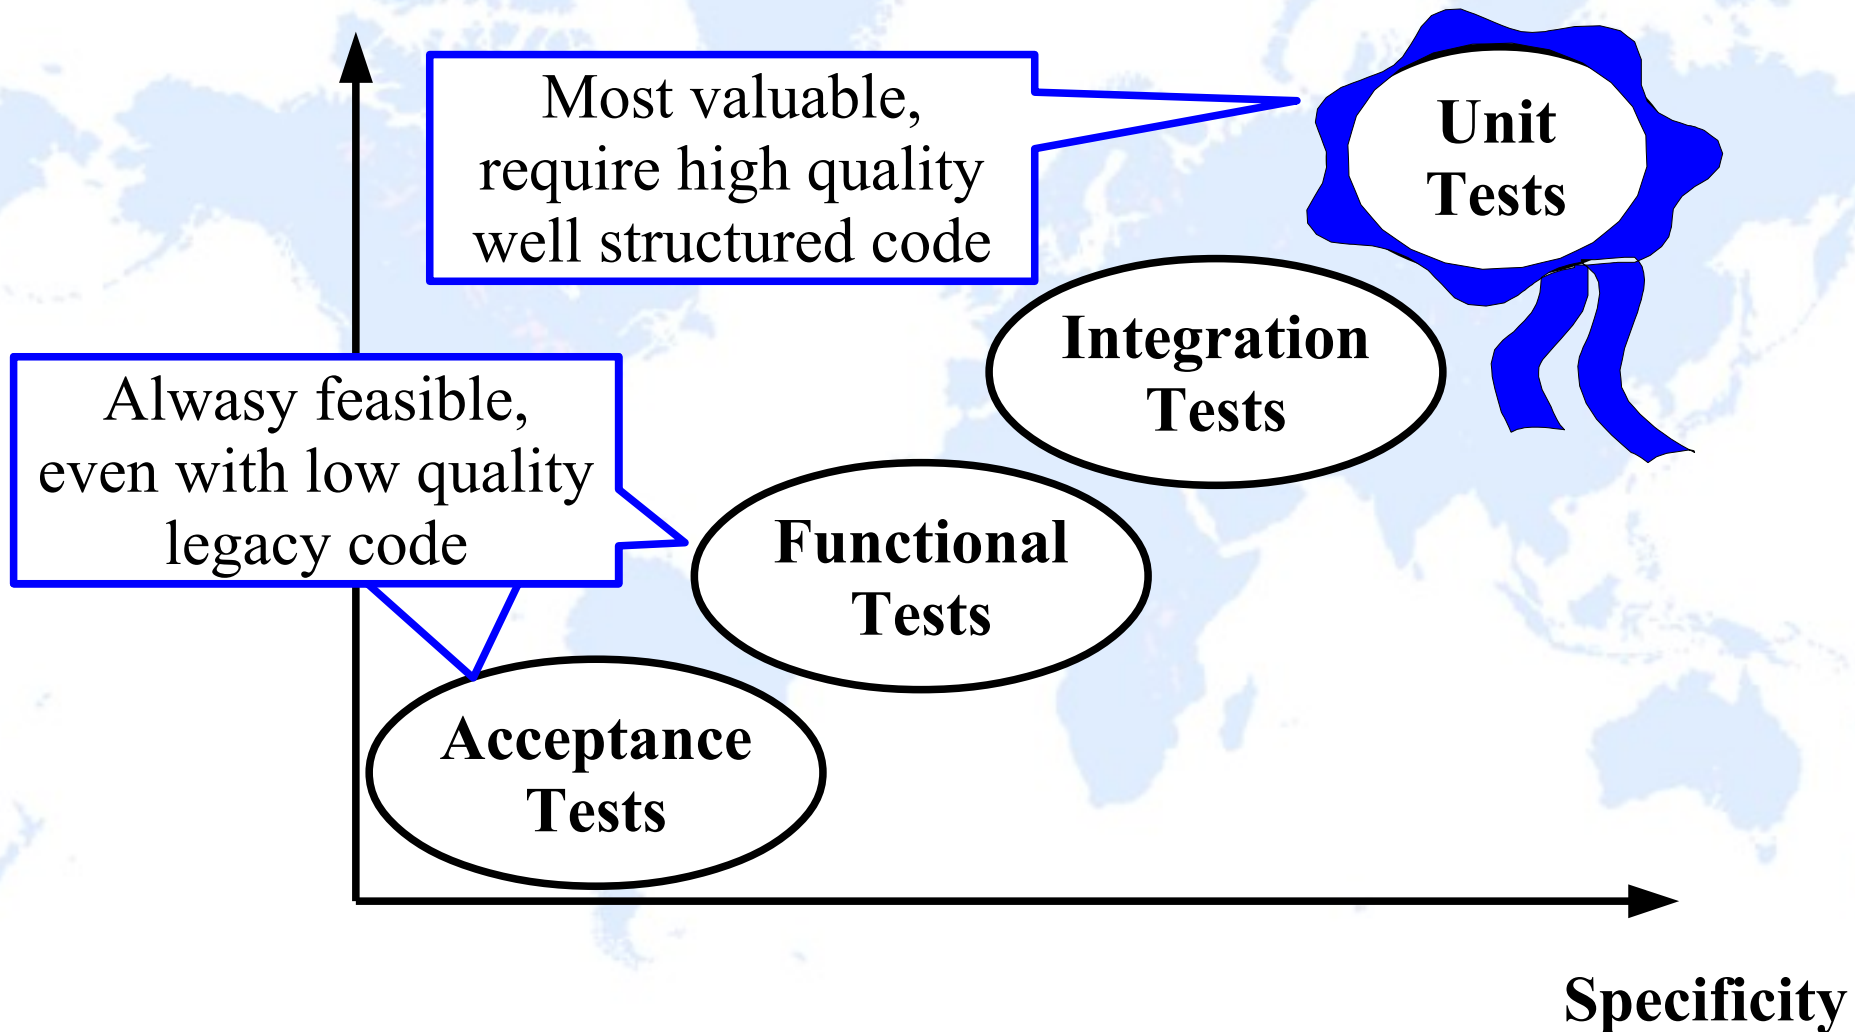 Most valuable,
require high quality
well structured code
Unit
Tests
Integration
Tests
Alwasy feasible,
even with low quality
legacy code
Functional
Tests
Acceptance
Tests
Specificity